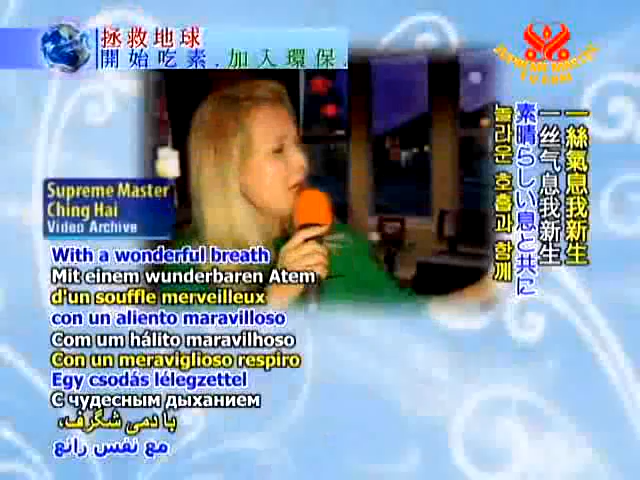 拯救地球
開始吃素.加入環保.
SUPREME MASTER
TV.COM
Supreme Master
Ching Hai
Video Archive
一絲氣息我新生
一丝气息我新生
素晴らしい息と共に
놀라운 호흡과 함께
With a wonderful breath
Mit einem wunderbaren Atem
d'un souffle merveilleux
con un aliento maravilloso
Com um hálito maravilhoso
Con un meraviglioso respiro
Egy csodás lélegzettel
С чудесным дыханием
با دمی شگرف،
مع نفس رائع